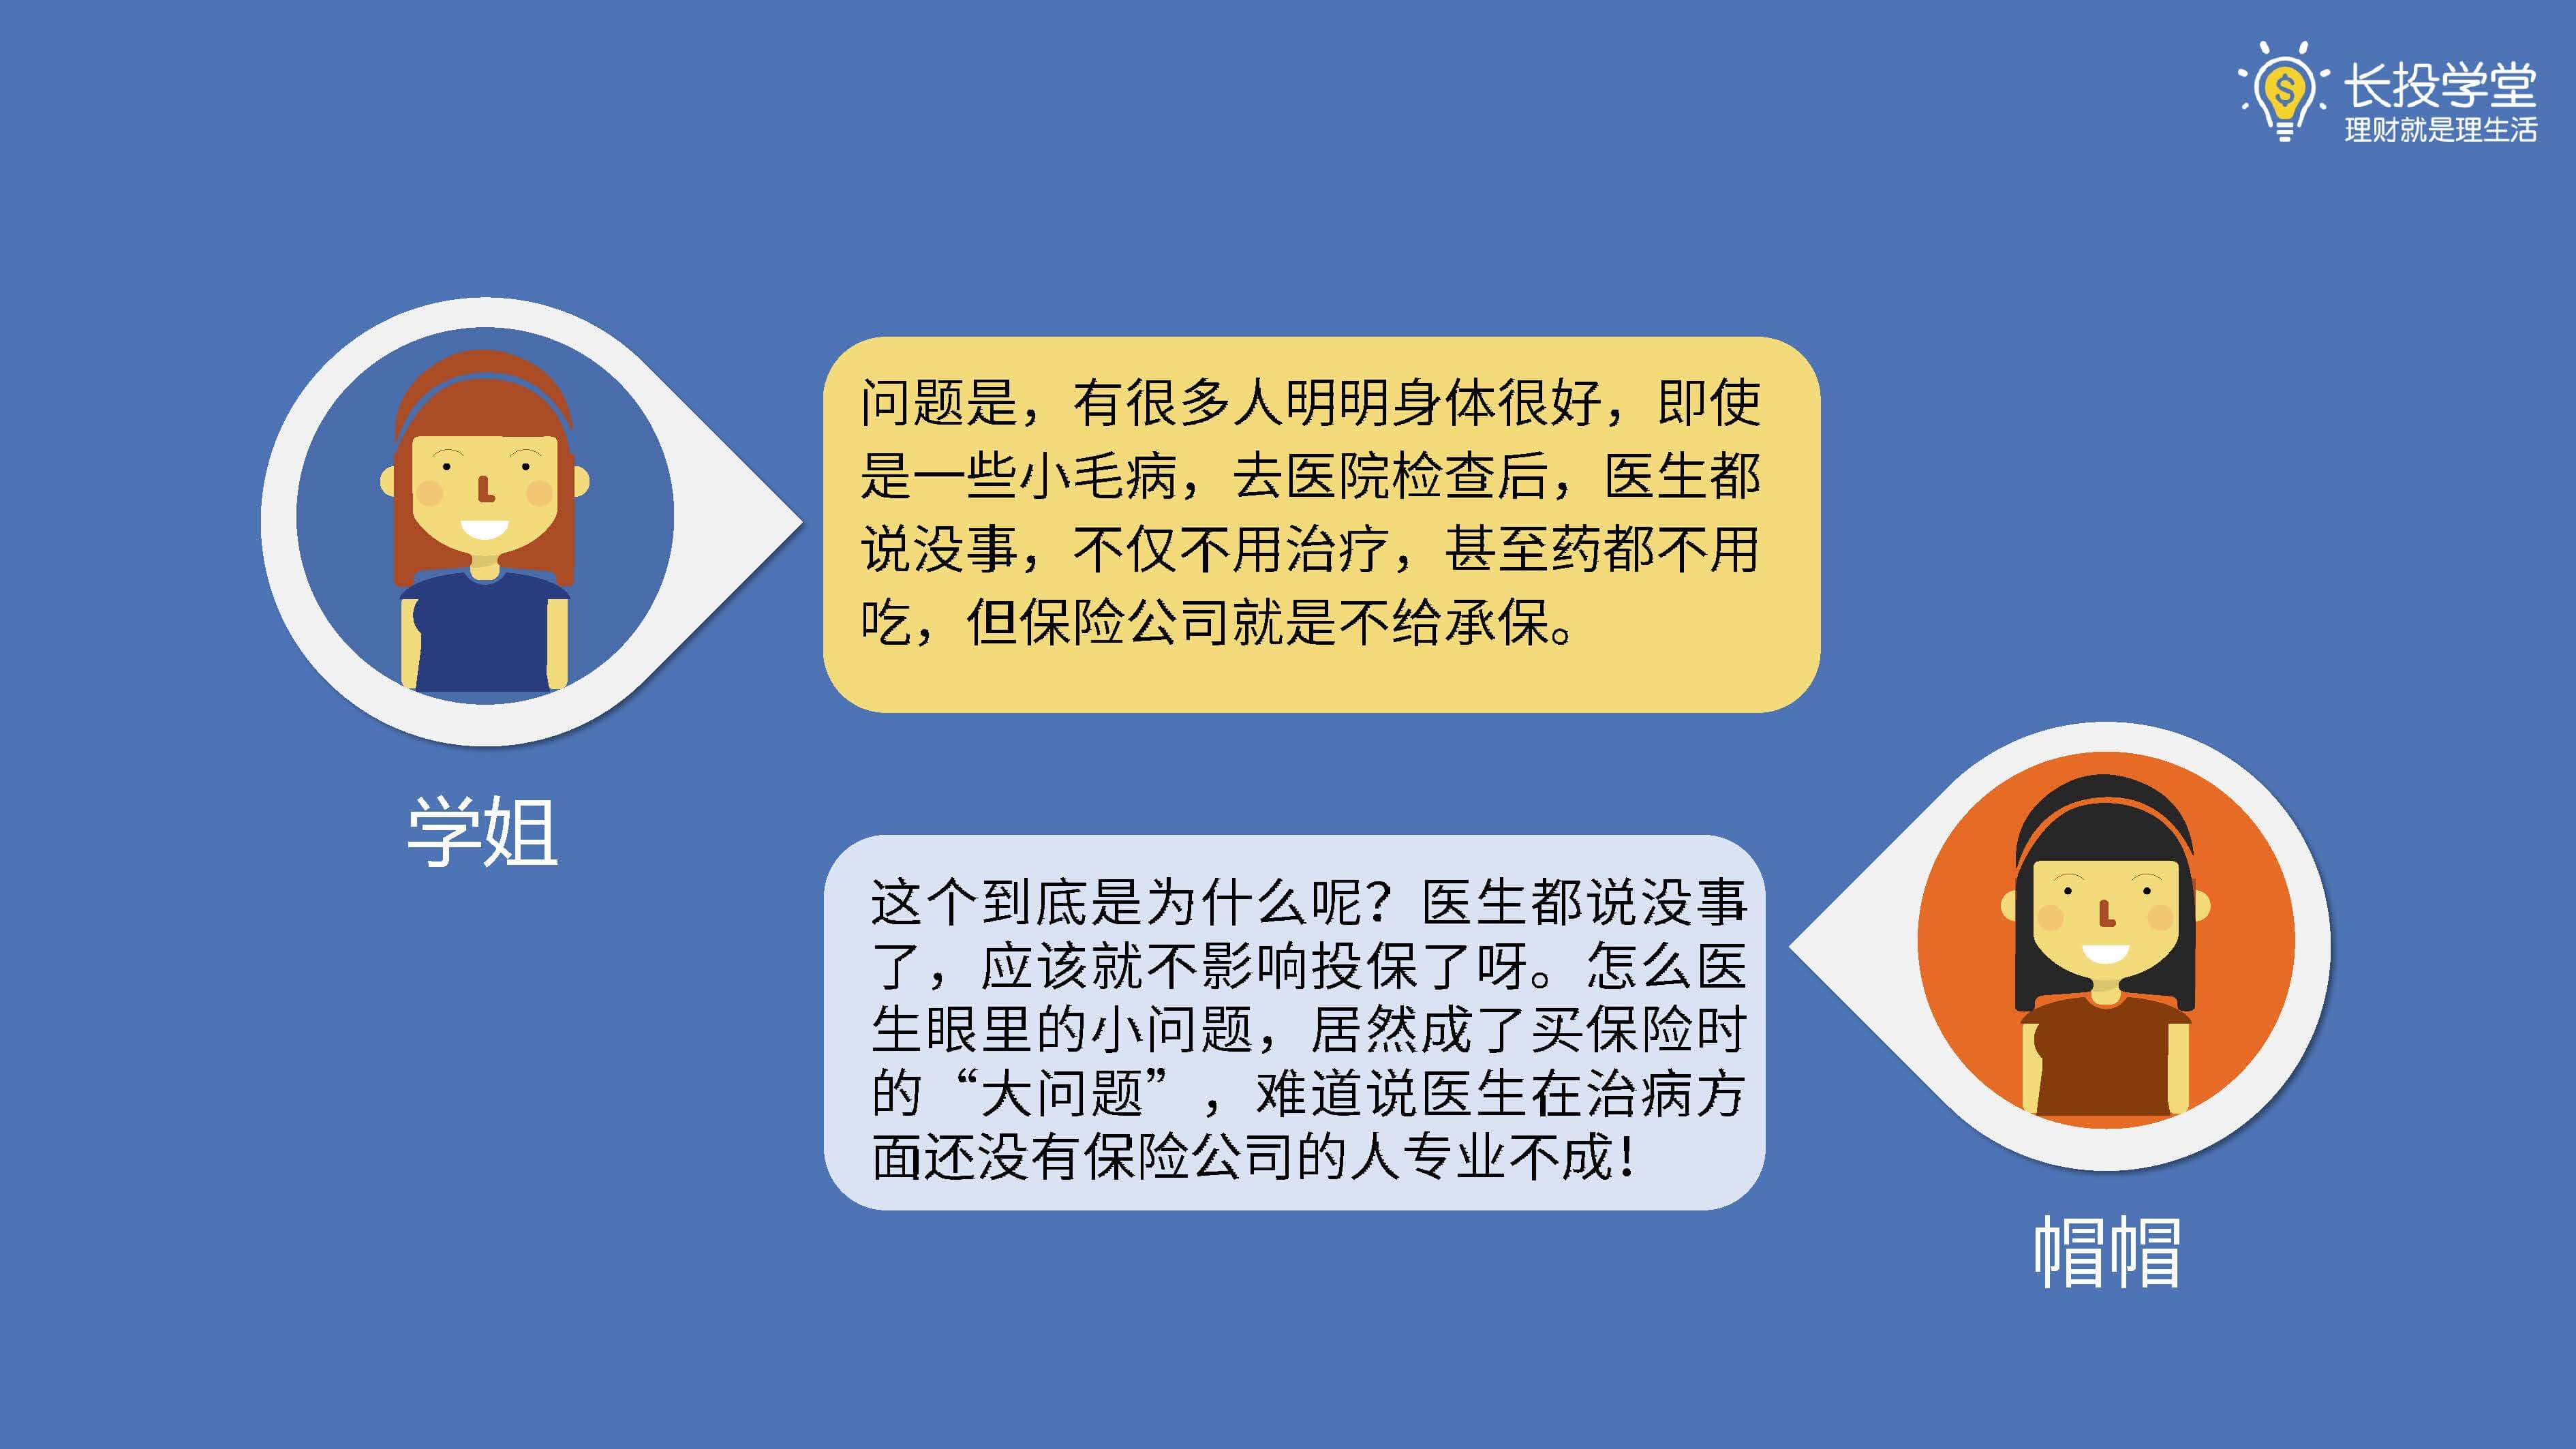 长投学堂
理财就是理生活
问题是，有很多人明明身体很好，即使
是一些小毛病，去医院检查后，医生都
说没事，不仅不用治疗，甚至药都不用
吃，但保险公司就是不给承保。
学姐
这个到底是为什么呢？医生都说没事
了，应该就不影响投保了呀。怎么医
生眼里的小问题，居然成了买保险时
的“大问题”，难道说医生在治病方
面还没有保险公司的人专业不成！
帽帽